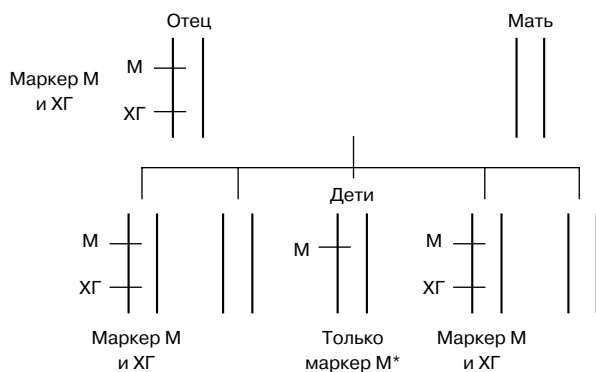 Отец
Мать
Маркер М
и ХГ
М
ХГ
Дети
М
ХГ
М
М
ХГ
Маркер М
и ХГ
Только
маркер М*
Маркер М
и ХГ